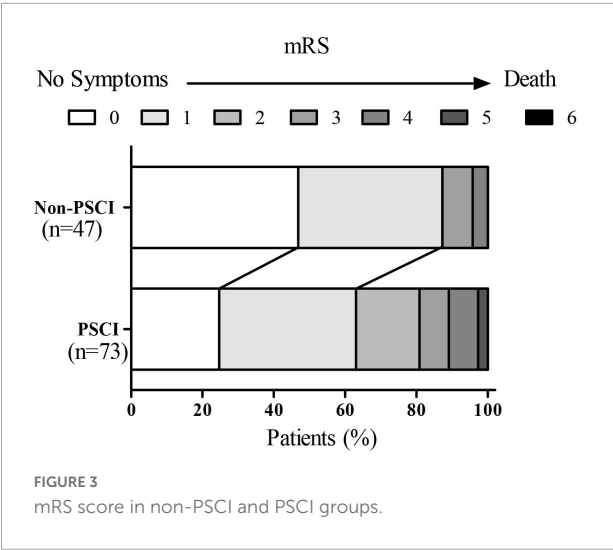 mRS
No Symptoms Death
0 1 2 3 4 5 6
Non-PSCI
(n=47)
PSCI
(n=73)
0 20 40 60 80 100
Patients (%)
FIGURE 3
mRS score in non-PSCI and PSCI groups.